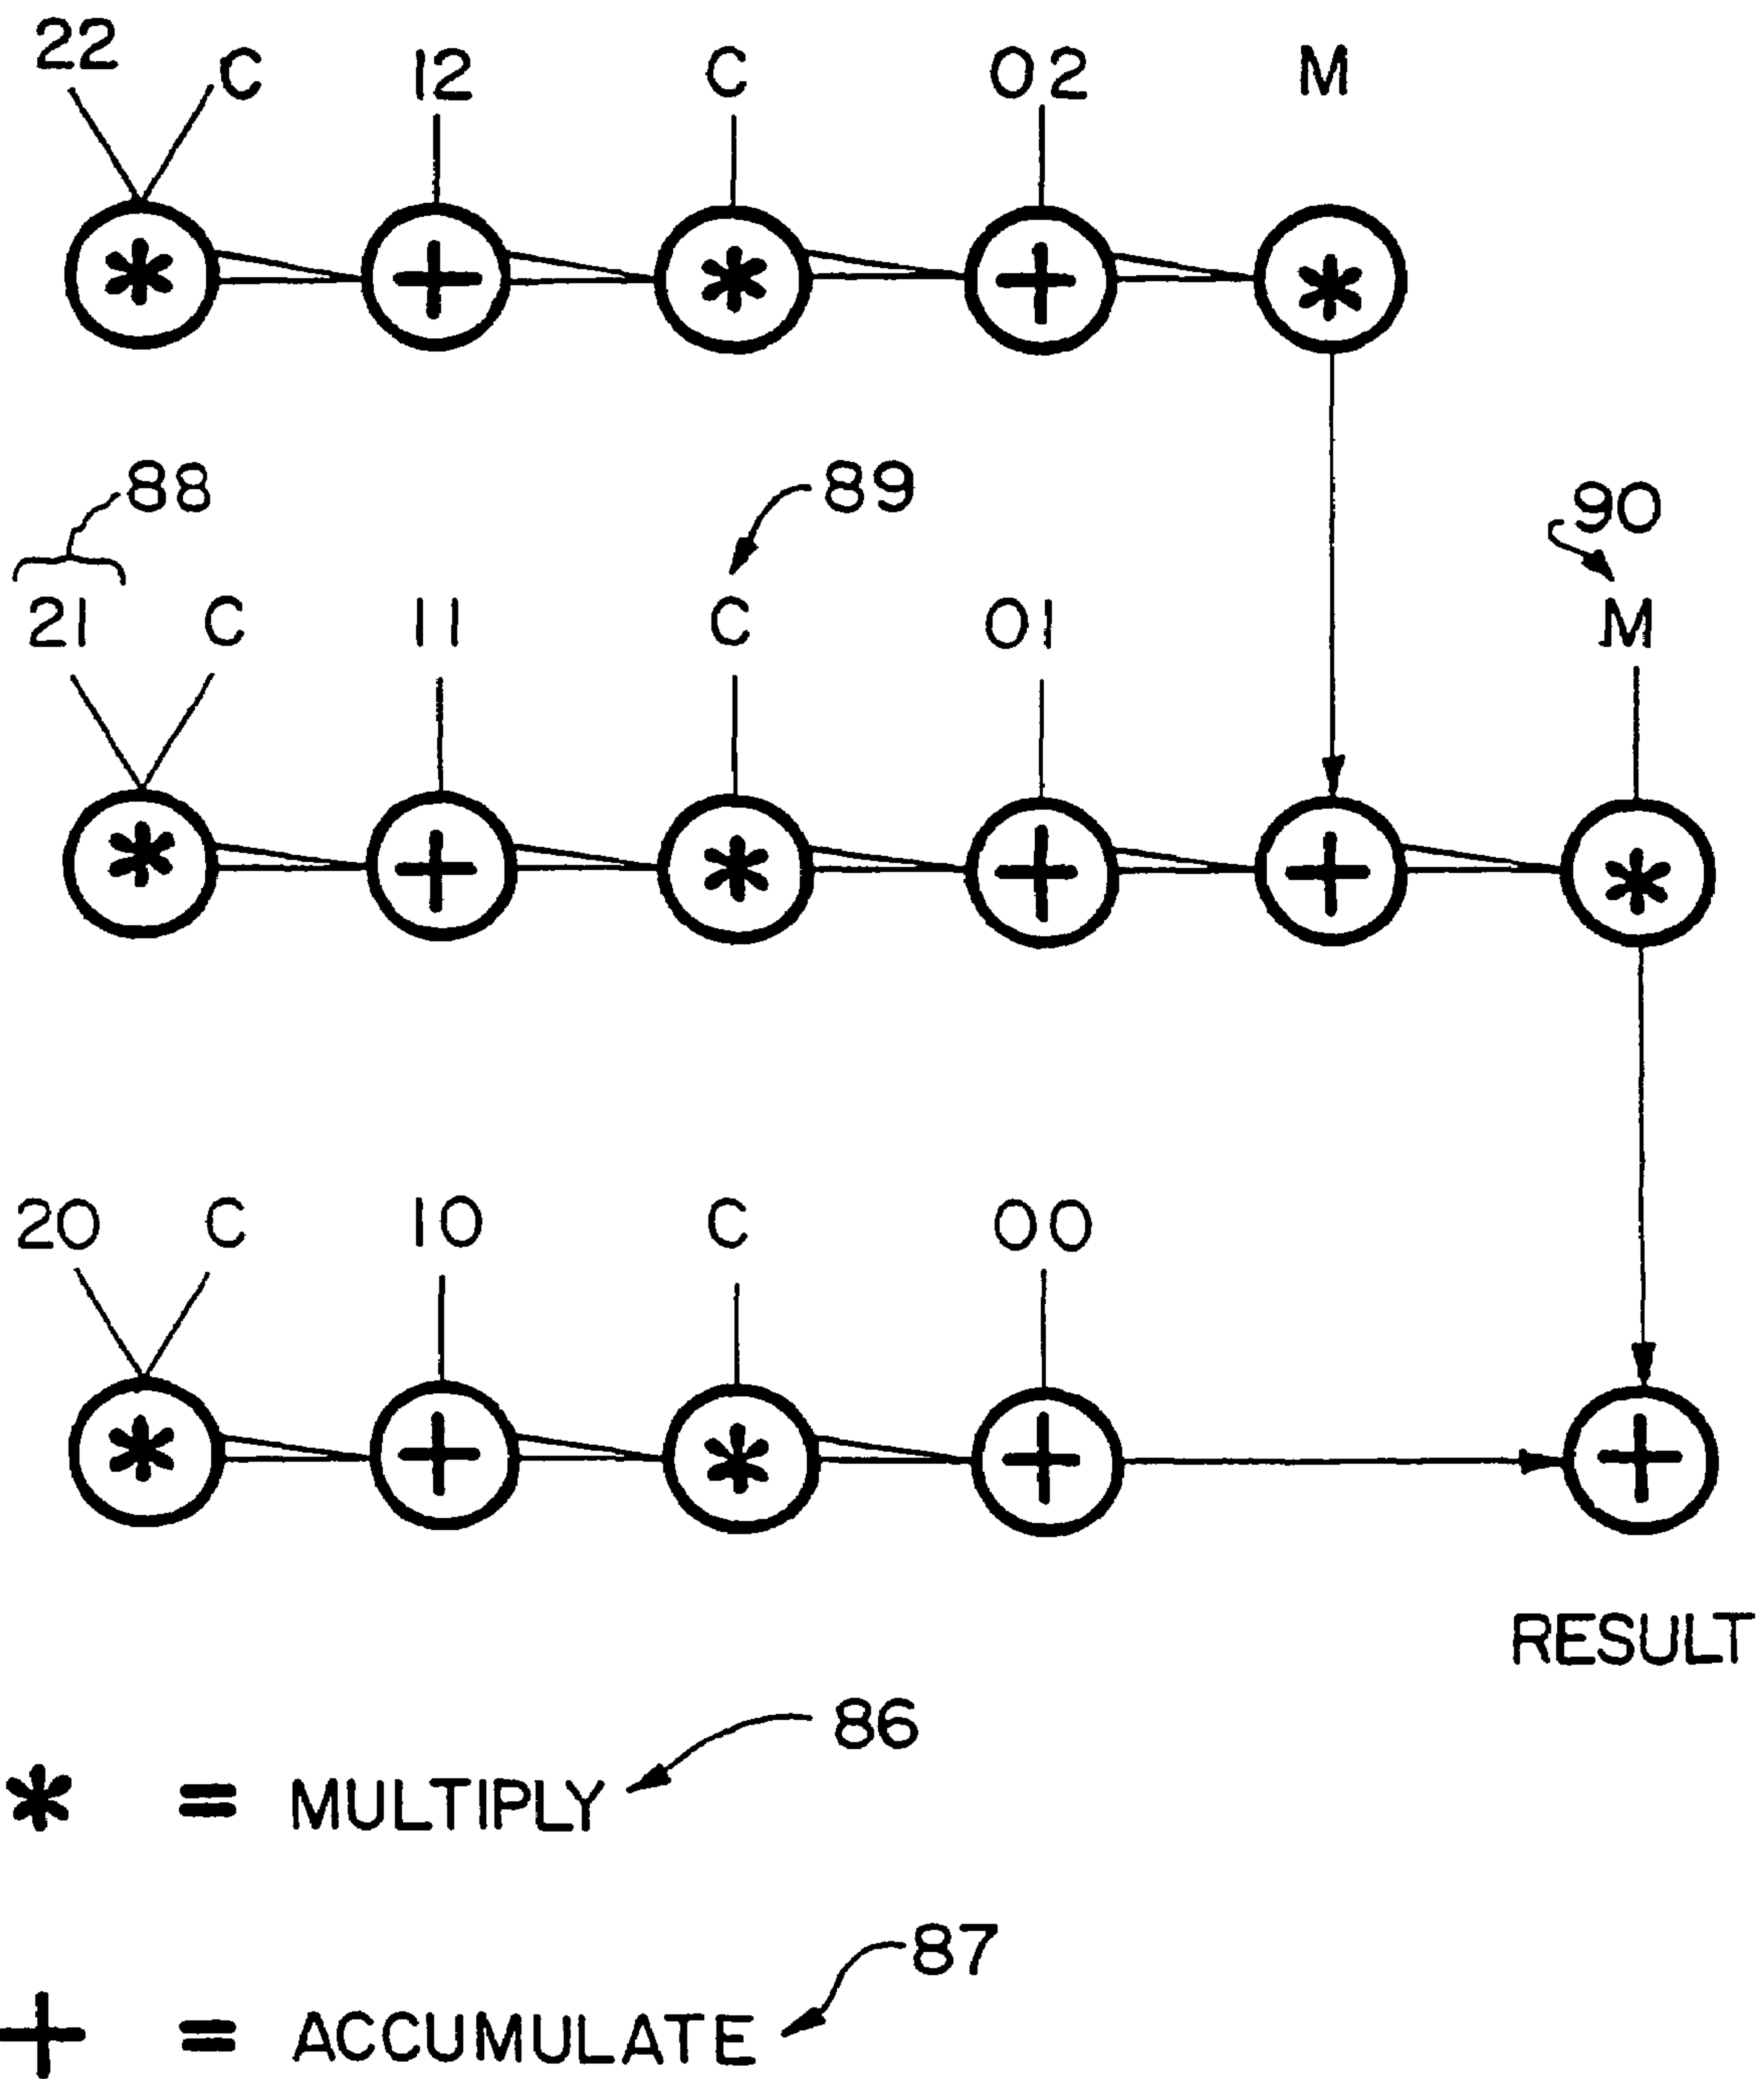 22 C 12 C 02 M
* + * + *
88 89 90
21 C 11 C 01 M
* + * + + *
20 C 10 C 00
* + * + +
RESULT
86
* = MULTIPLY
87
+ = ACCUMULATE